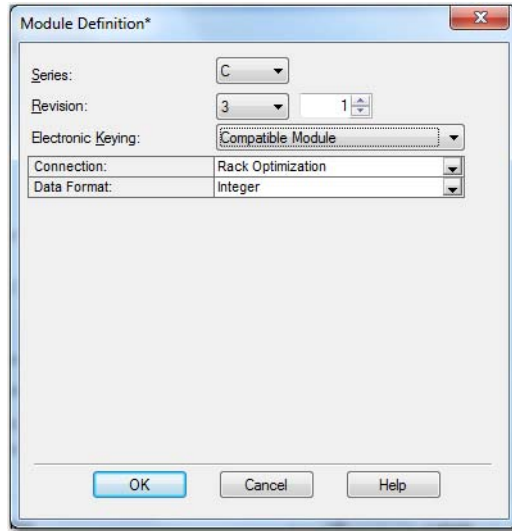 Module Definition*
Series: C
Revision: 3 1
Electronic Keying: Compatible Module
Connection: Rack Optimization
Data Format: Integer
OK Cancel Help